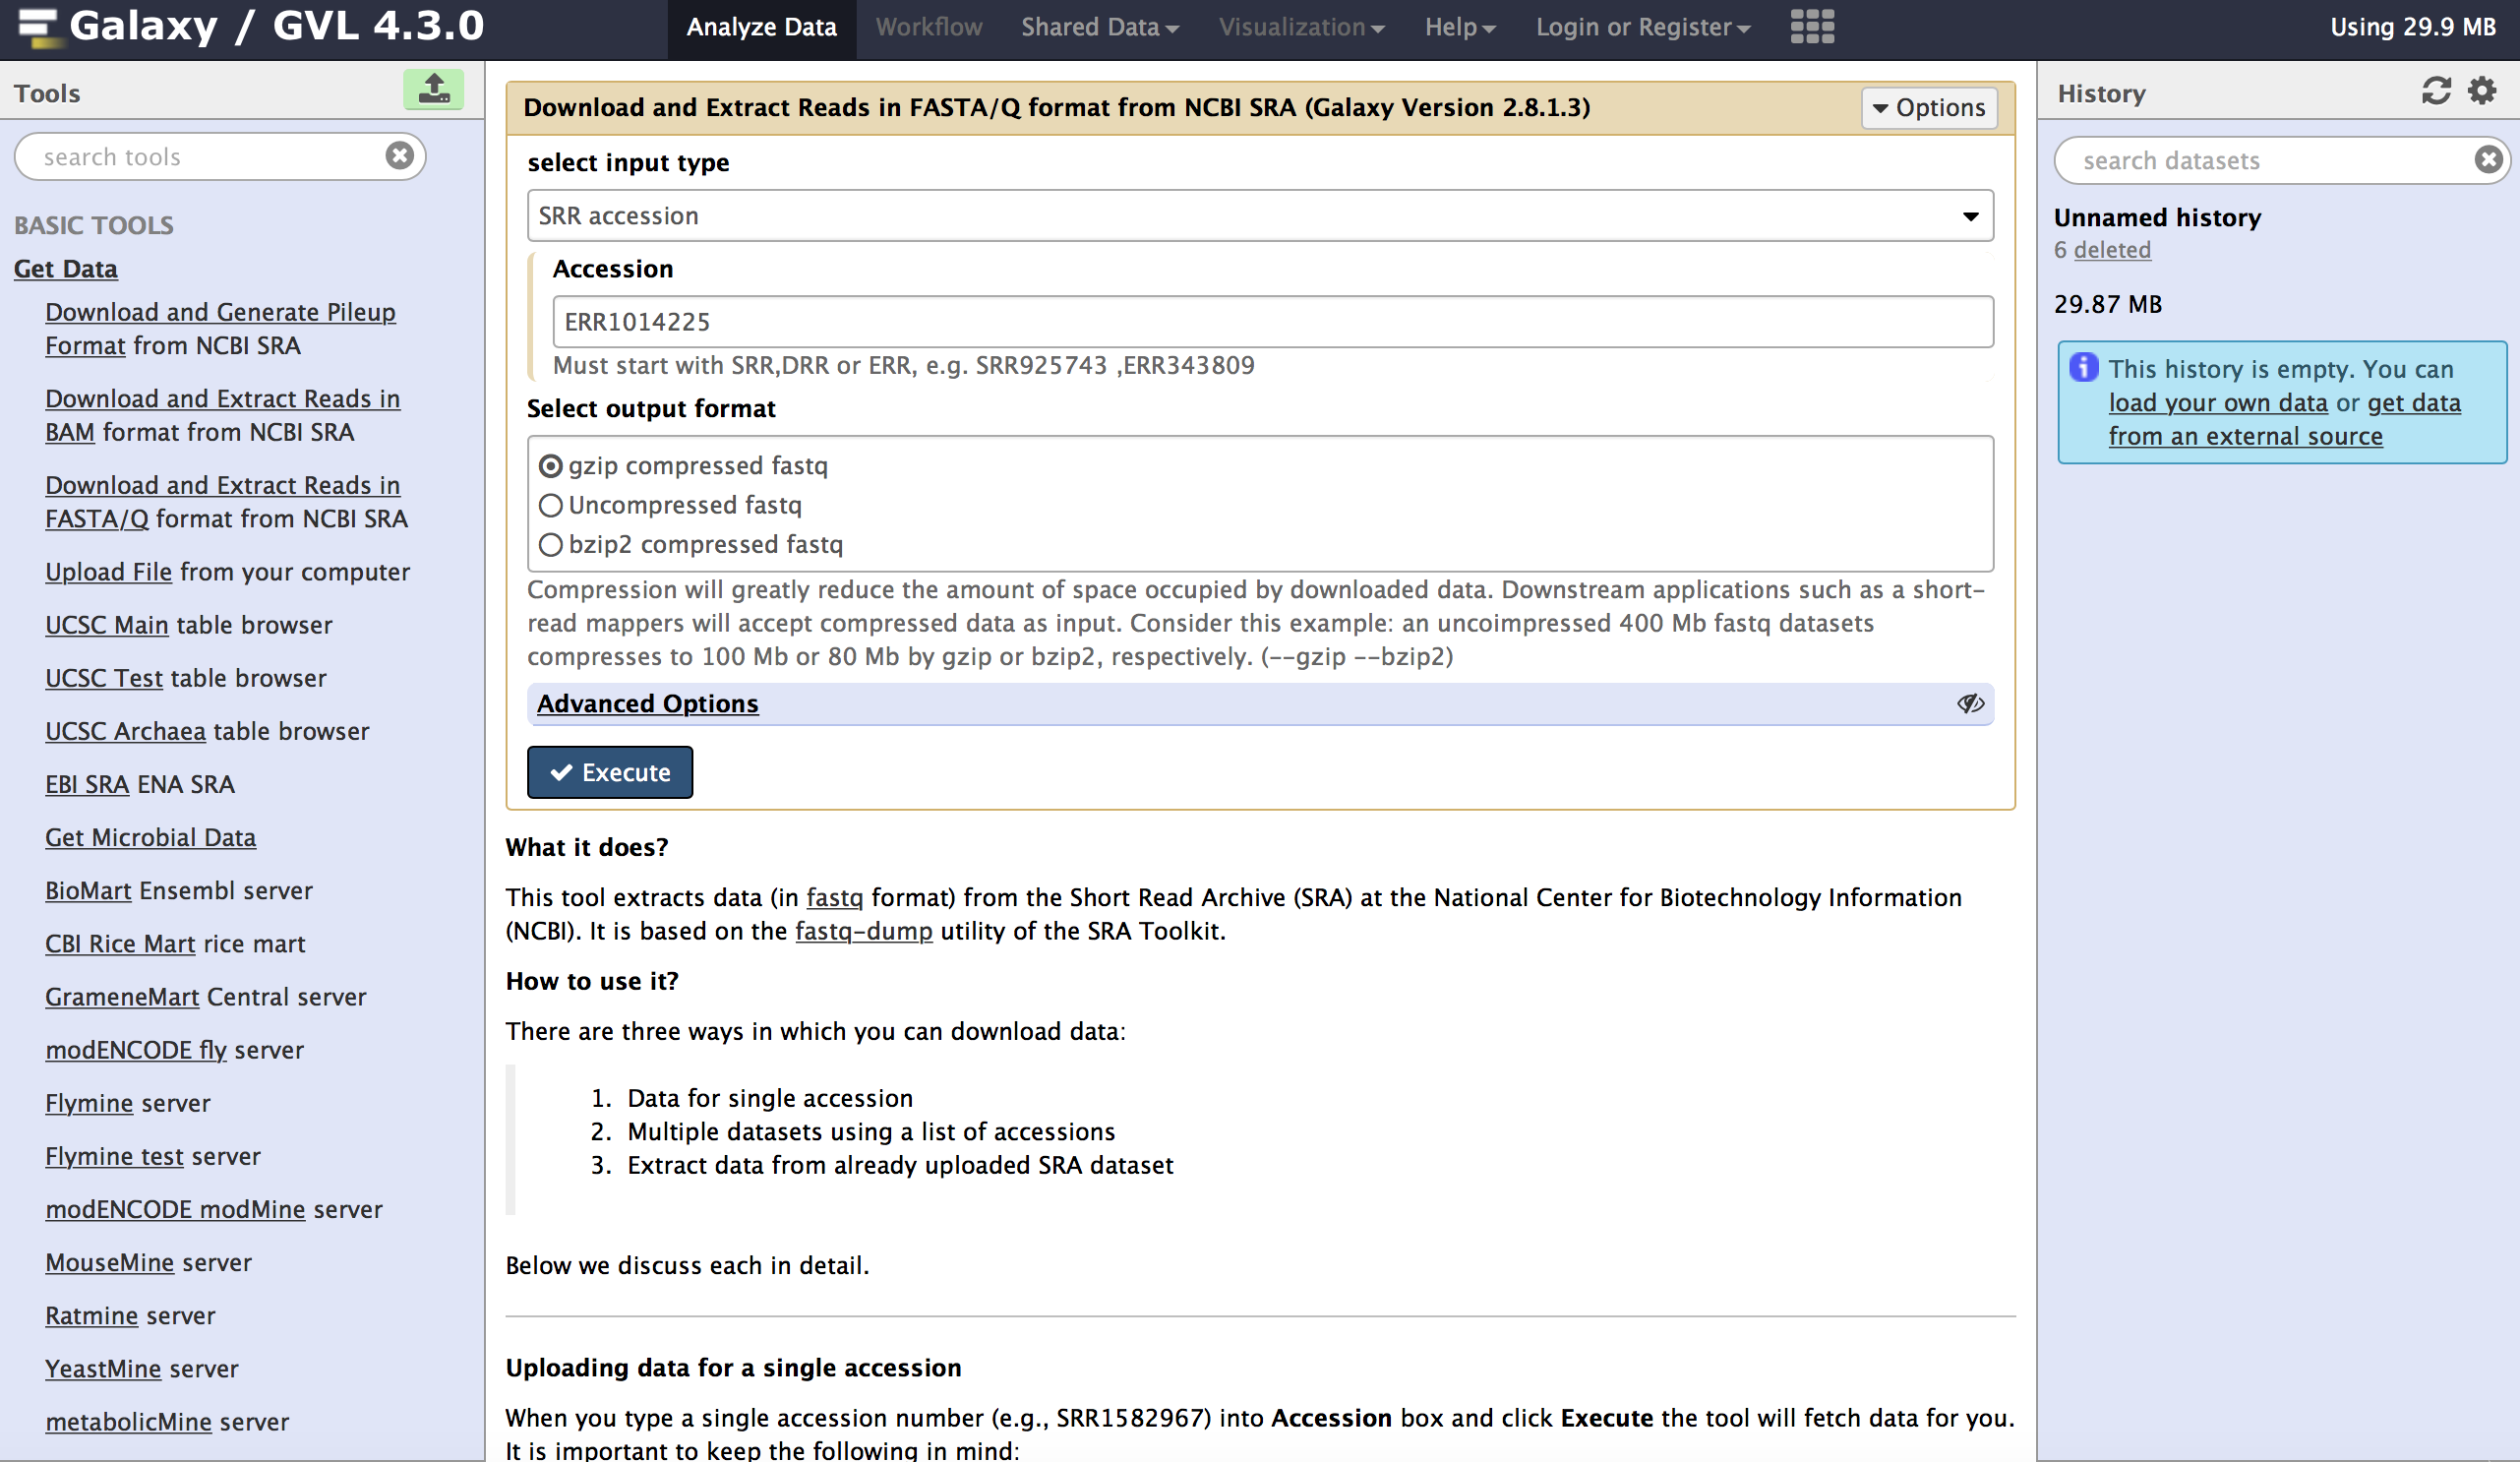 Galaxy / GVL 4.3.0
Analyze Data
Workflow
Shared Data
Visualization
Help
Login or Register
Using 29.9 MB
Tools
search tools
BASIC TOOLS
Get Data
Download and Generate Pileup
Format from NCBI SRA
Download and Extract Reads in
BAM format from NCBI SRA
Download and Extract Reads in
FASTA/Q format from NCBI SRA
Upload File from your computer
UCSC Main table browser
UCSC Test table browser
UCSC Archaea table browser
EBI SRA ENA SRA
Get Microbial Data
BioMart Ensembl server
CBI Rice Mart rice mart
GrameneMart Central server
modENCODE fly server
Flymine server
Flymine test server
modENCODE modMine server
MouseMine server
Ratmine server
YeastMine server
metabolicMine server
Download and Extract Reads in FASTA/Q format from NCBI SRA (Galaxy Version 2.8.1.3)
Options
select input type
SRR accession
Accession
ERR1014225
Must start with SRR,DRR or ERR, e.g. SRR925743 ,ERR343809
Select output format
gzip compressed fastq
Uncompressed fastq
bzip2 compressed fastq
Compression will greatly reduce the amount of space occupied by downloaded data. Downstream applications such as a short-
read mappers will accept compressed data as input. Consider this example: an uncoimpressed 400 Mb fastq datasets
compresses to 100 Mb or 80 Mb by gzip or bzip2, respectively. (--gzip --bzip2)
Advanced Options
Execute
What it does?
This tool extracts data (in fastq format) from the Short Read Archive (SRA) at the National Center for Biotechnology Information
(NCBI). It is based on the fastq-dump utility of the SRA Toolkit.
How to use it?
There are three ways in which you can download data:
1. Data for single accession
2. Multiple datasets using a list of accessions
3. Extract data from already uploaded SRA dataset
Below we discuss each in detail.
Uploading data for a single accession
When you type a single accession number (e.g., SRR1582967) into Accession box and click Execute the tool will fetch data for you.
It is important to keep the following in mind:
History
search datasets
Unnamed history
6 deleted
29.87 MB
This history is empty. You can
load your own data or get data
from an external source